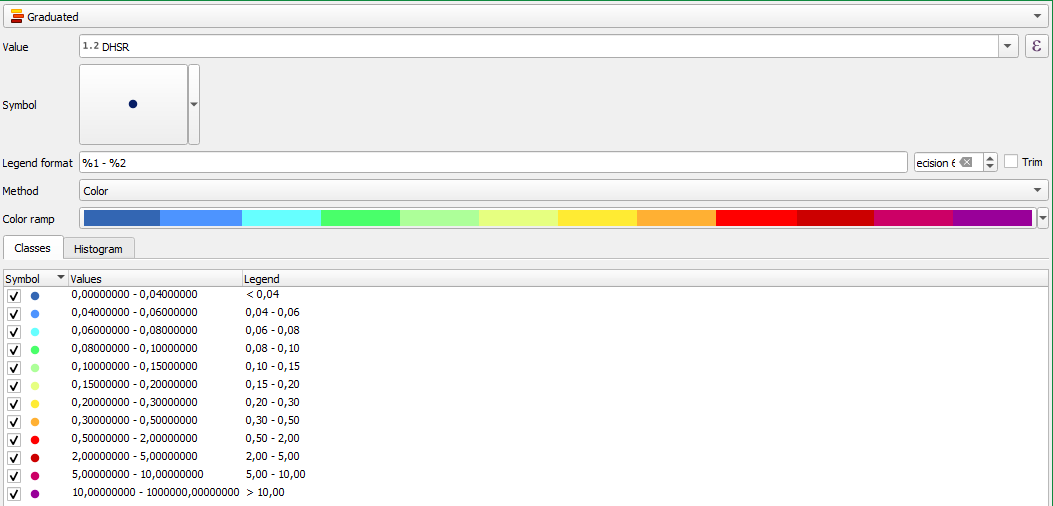 Graduated
Value 1.2 DHSR ε
Symbol
Legend format %1 - %2 ecision 6 Trim
Method Color
Color ramp
Classes Histogram
Symbol Values Legend
0,00000000 - 0,04000000 < 0,04
0,04000000 - 0,06000000 0,04 - 0,06
0,06000000 - 0,08000000 0,06 - 0,08
0,08000000 - 0,10000000 0,08 - 0,10
0,10000000 - 0,15000000 0,10 - 0,15
0,15000000 - 0,20000000 0,15 - 0,20
0,20000000 - 0,30000000 0,20 - 0,30
0,30000000 - 0,50000000 0,30 - 0,50
0,50000000 - 2,00000000 0,50 - 2,00
2,00000000 - 5,00000000 2,00 - 5,00
5,00000000 - 10,00000000 5,00 - 10,00
10,00000000 - 1000000,00000000 > 10,00